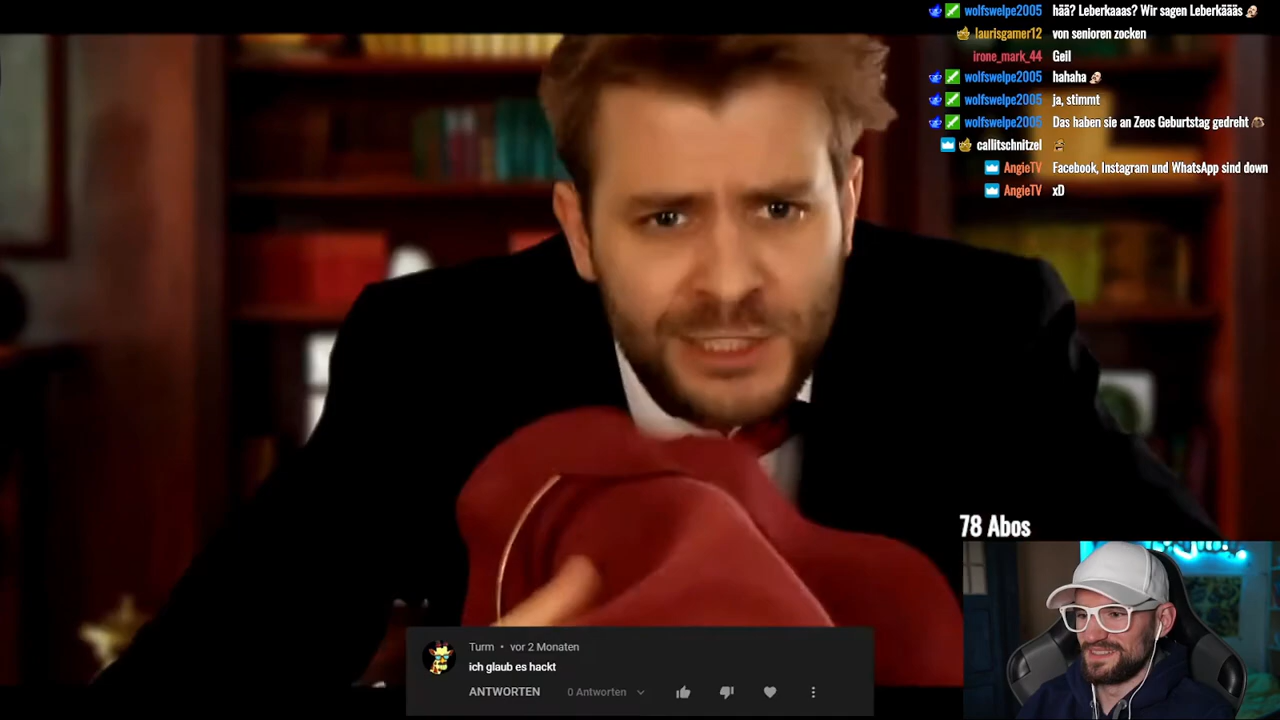 wolfswelpe2005 hää? Leberkaaas? Wir sagen Leberkäääs
laurisgamer12 von senioren zocken
irone_mark_44 Geil
wolfswelpe2005 hahaha
wolfswelpe2005 ja, stimmt
wolfswelpe2005 Das haben sie an Zeos Geburtstag gedreht
callitschnitzel
AngieTV Facebook, Instagram und WhatsApp sind down
AngieTV xD
78 Abos
Turm • vor 2 Monaten
ich glaub es hackt
ANTWORTEN 0 Antworten